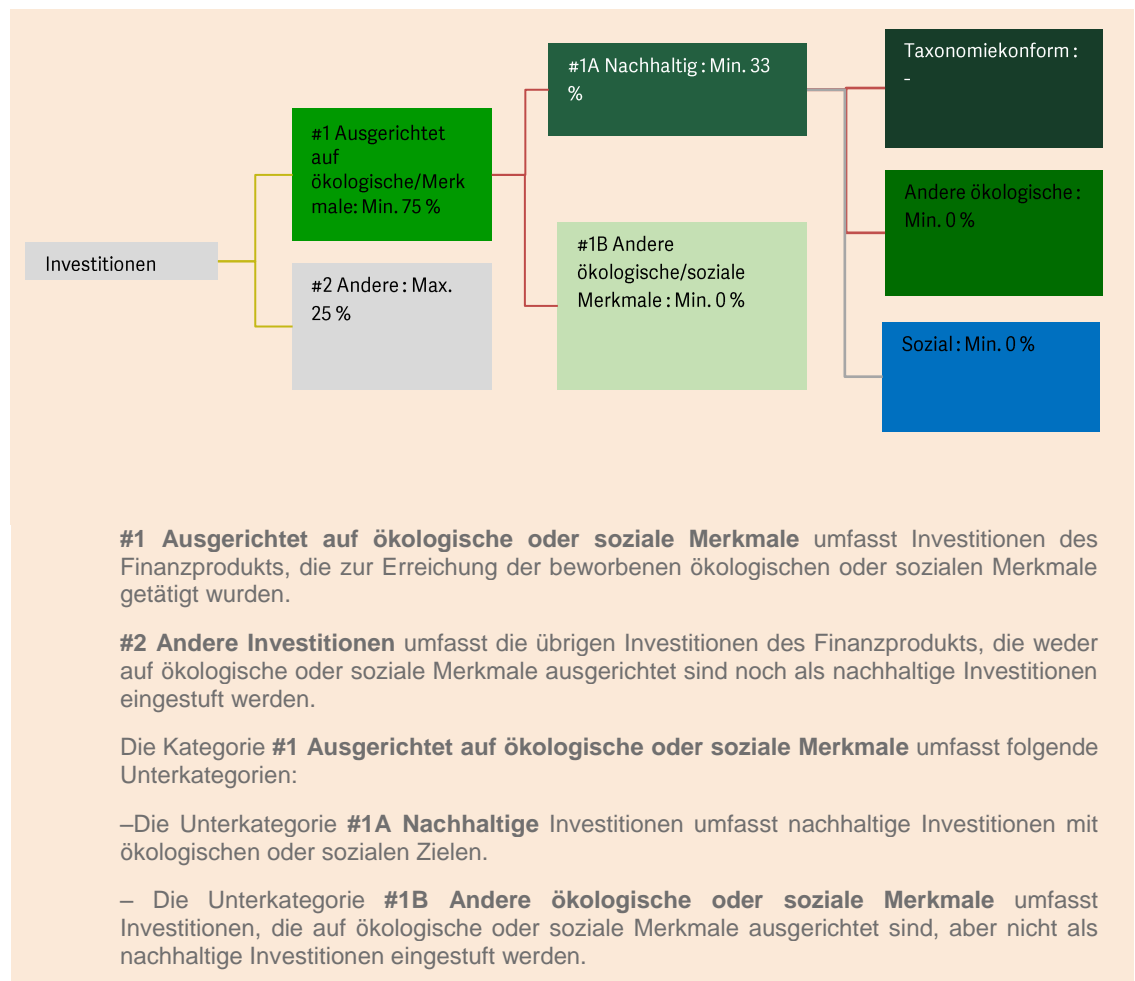 Investitionen
#1 Ausgerichtet
auf
ökologische/Merk
male: Min. 75 %
#2 Andere : Max.
25 %
#1A Nachhaltig : Min. 33
%
#1B Andere
ökologische/soziale
Merkmale : Min. 0 %
Taxonomiekonform :
-
Andere ökologische :
Min. 0 %
Sozial : Min. 0 %
#1 Ausgerichtet auf ökologische oder soziale Merkmale umfasst Investitionen des
Finanzprodukts, die zur Erreichung der beworbenen ökologischen oder sozialen Merkmale
getätigt wurden.
#2 Andere Investitionen umfasst die übrigen Investitionen des Finanzprodukts, die weder
auf ökologische oder soziale Merkmale ausgerichtet sind noch als nachhaltige Investitionen
eingestuft werden.
Die Kategorie #1 Ausgerichtet auf ökologische oder soziale Merkmale umfasst folgende
Unterkategorien:
–Die Unterkategorie #1A Nachhaltige Investitionen umfasst nachhaltige Investitionen mit
ökologischen oder sozialen Zielen.
– Die Unterkategorie #1B Andere ökologische oder soziale Merkmale umfasst
Investitionen, die auf ökologische oder soziale Merkmale ausgerichtet sind, aber nicht als
nachhaltige Investitionen eingestuft werden.